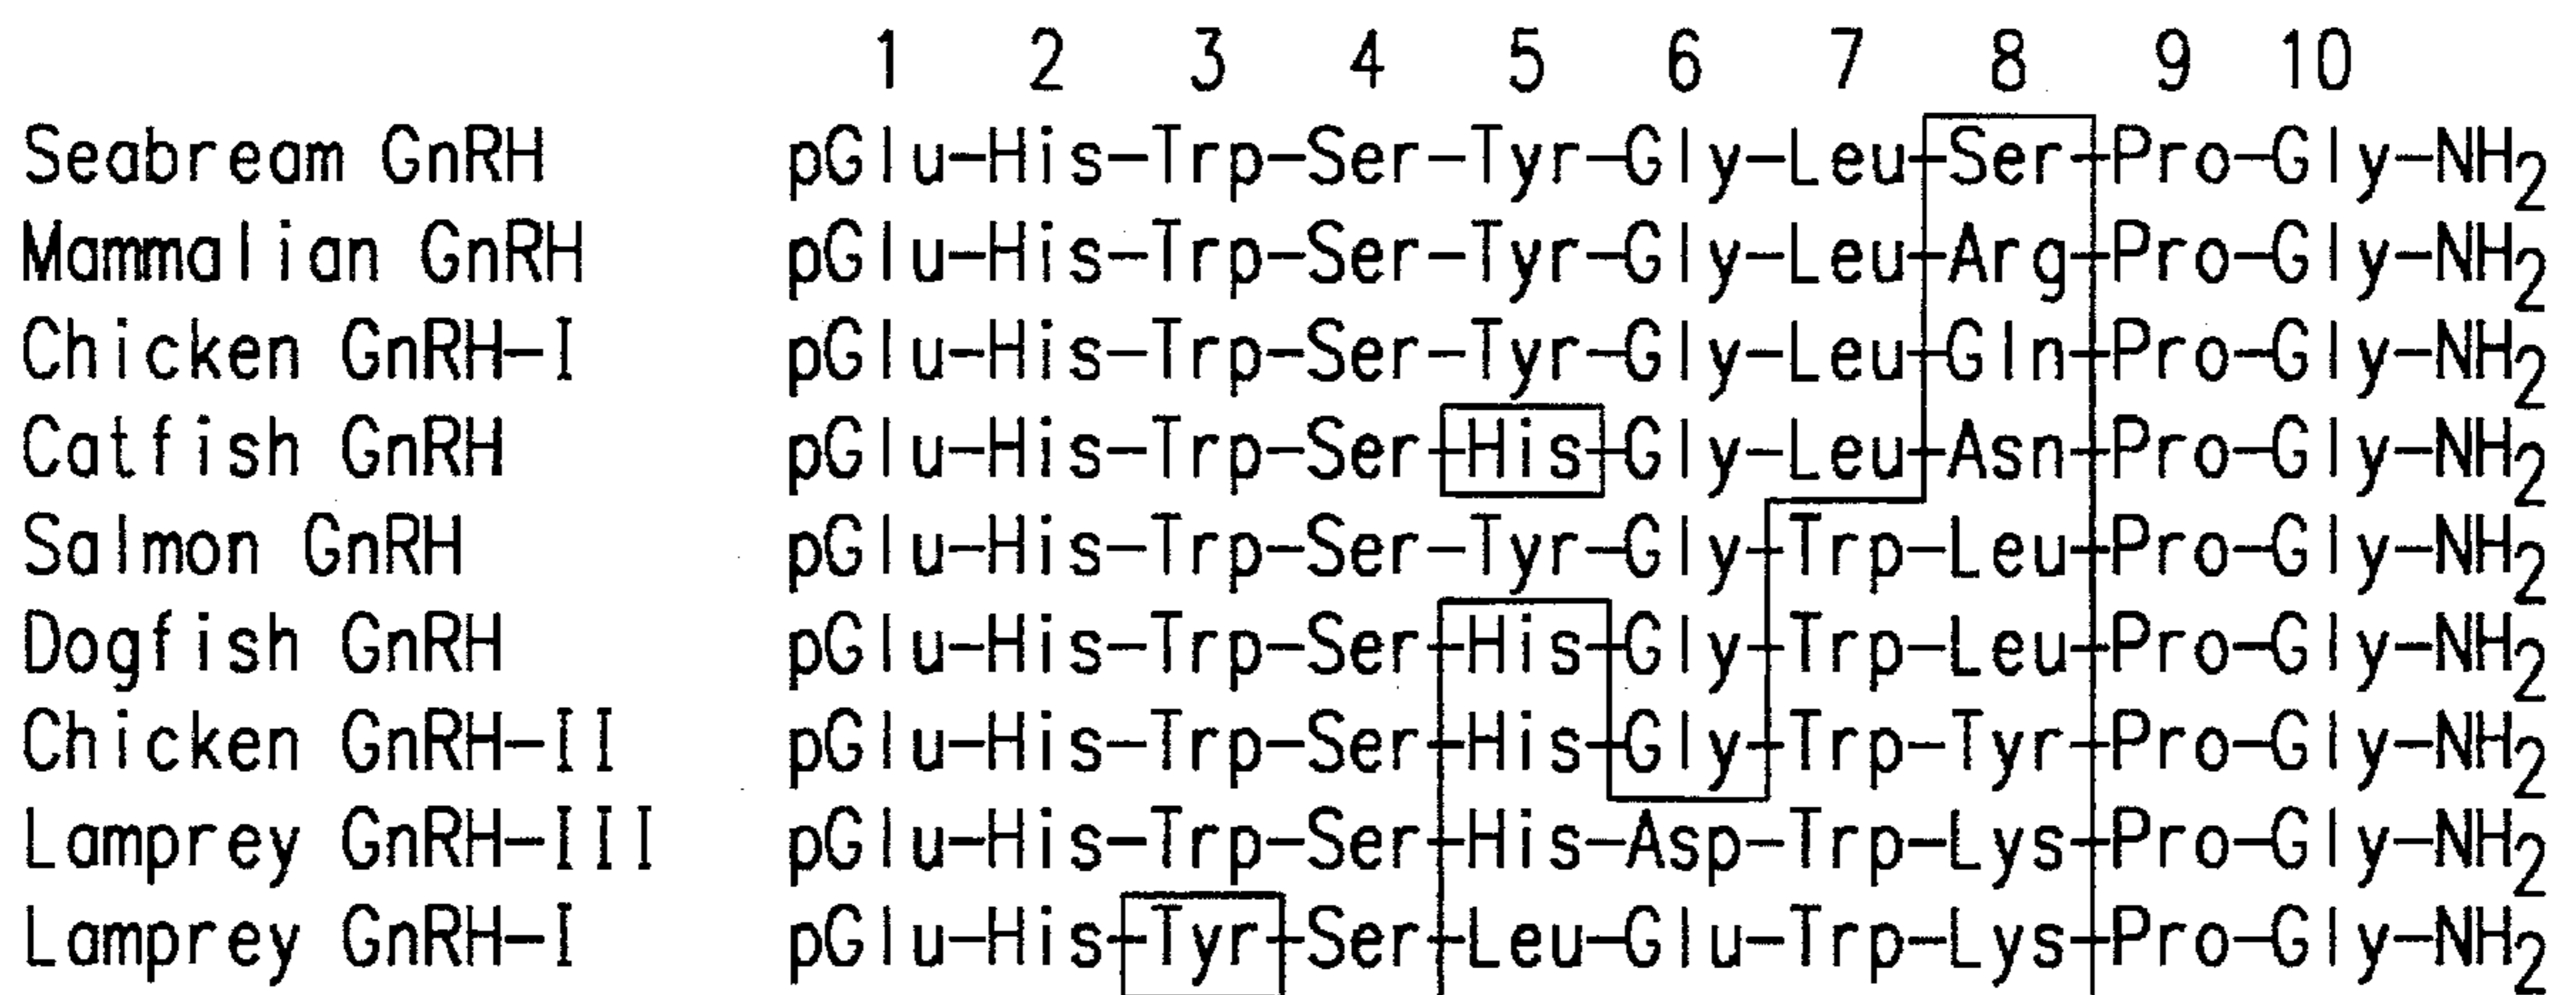 1 2 3 4 5 6 7 8 9 10
Seabream GnRH pGlu-His-Trp-Ser-Tyr-Gly-Leu-Ser-Pro-Gly-NH2
Mammalian GnRH pGlu-His-Trp-Ser-Tyr-Gly-Leu-Arg-Pro-Gly-NH2
Chicken GnRH-I pGlu-His-Trp-Ser-Tyr-Gly-Leu-Gln-Pro-Gly-NH2
Catfish GnRH pGlu-His-Trp-Ser-His-Gly-Leu-Asn-Pro-Gly-NH2
Salmon GnRH pGlu-His-Trp-Ser-Tyr-Gly-Trp-Leu-Pro-Gly-NH2
Dogfish GnRH pGlu-His-Trp-Ser-His-Gly-Trp-Leu-Pro-Gly-NH2
Chicken GnRH-II pGlu-His-Trp-Ser-His-Gly-Trp-Tyr-Pro-Gly-NH2
Lamprey GnRH-III pGlu-His-Trp-Ser-His-Asp-Trp-Lys-Pro-Gly-NH2
Lamprey GnRH-I pGlu-His-Tyr-Ser-Leu-Glu-Trp-Lys-Pro-Gly-NH2